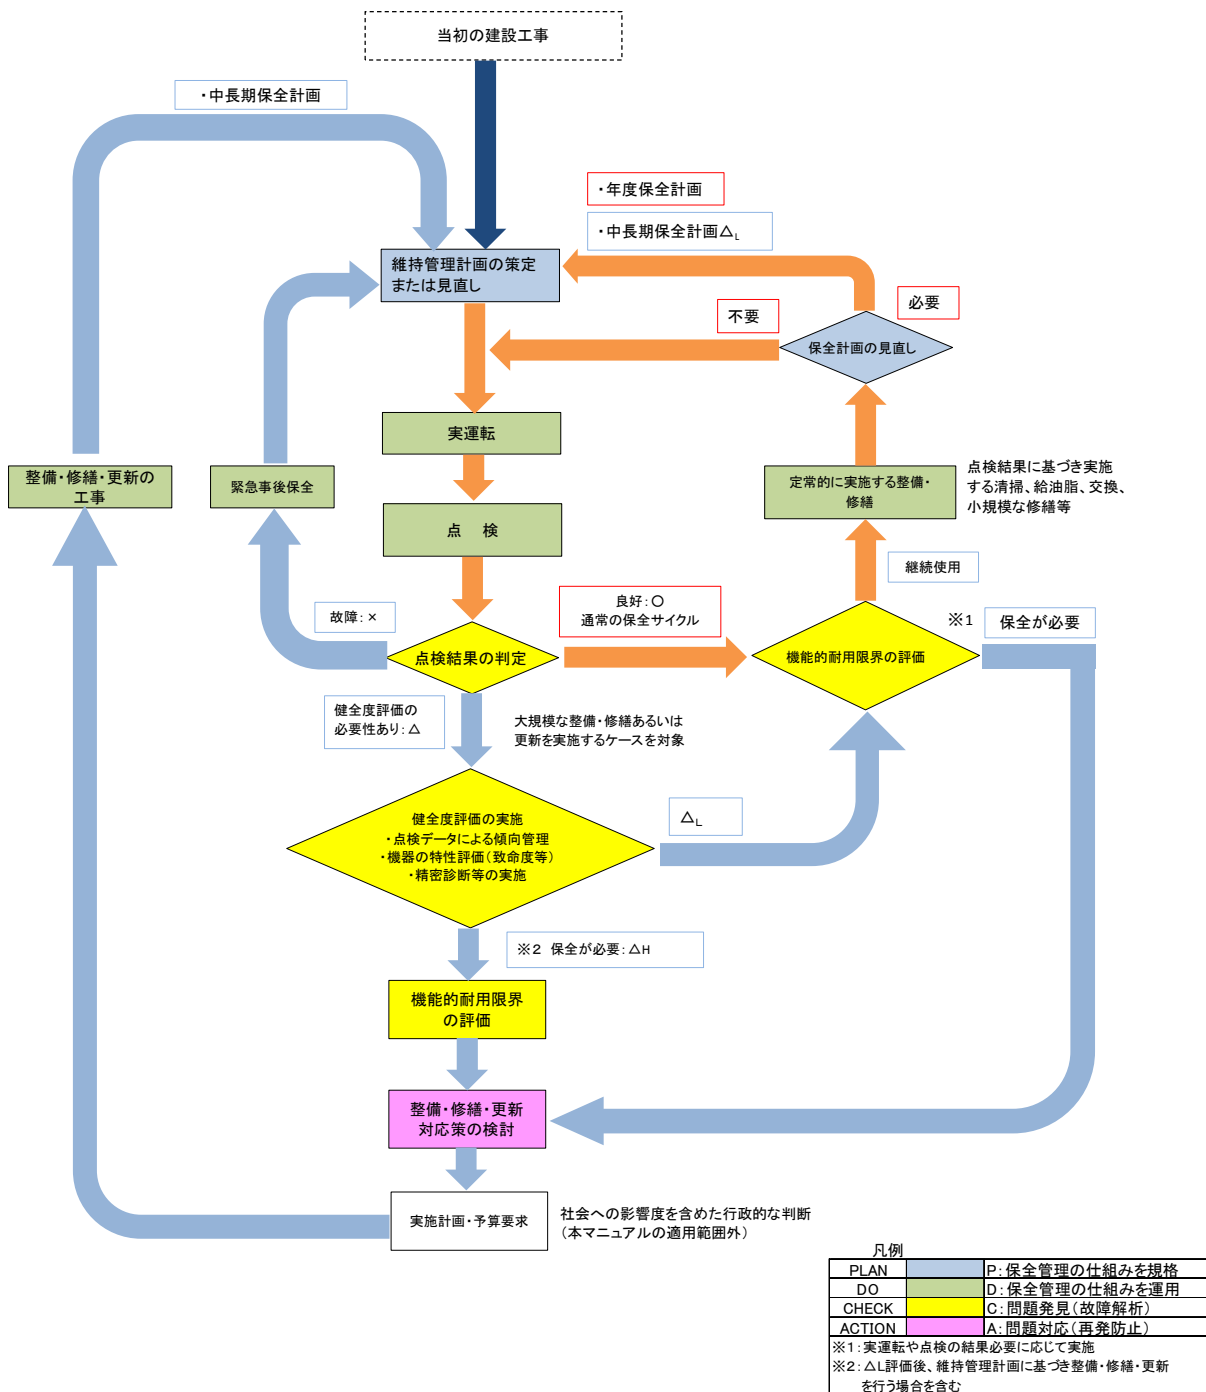 当初の建設工事
・中長期保全計画
・年度保全計画
・中長期保全計画△L
維持管理計画の策定
または見直し
必要
不要
保全計画の見直し
実運転
整備・修繕・更新の
工事
緊急事後保全
定常的に実施する整備・
修繕
点検結果に基づき実施
する清掃、給油脂、交換、
小規模な修繕等
点　検
継続使用
故障：×
良好：○
通常の保全サイクル
※1
保全が必要
点検結果の判定
機能的耐用限界の評価
健全度評価の
必要性あり：△
大規模な整備・修繕あるいは
更新を実施するケースを対象
健全度評価の実施
・点検データによる傾向管理
・機器の特性評価（致命度等）
・精密診断等の実施
△L
※2 保全が必要：△H
機能的耐用限界
の評価
整備・修繕・更新
対応策の検討
実施計画・予算要求
社会への影響度を含めた行政的な判断
（本マニュアルの適用範囲外）
凡例
PLAN P：保全管理の仕組みを規格
DO D：保全管理の仕組みを運用
CHECK C：問題発見（故障解析）
ACTION A：問題対応（再発防止）
※1：実運転や点検の結果必要に応じて実施
※2：△L評価後、維持管理計画に基づき整備・修繕・更新
を行う場合を含む